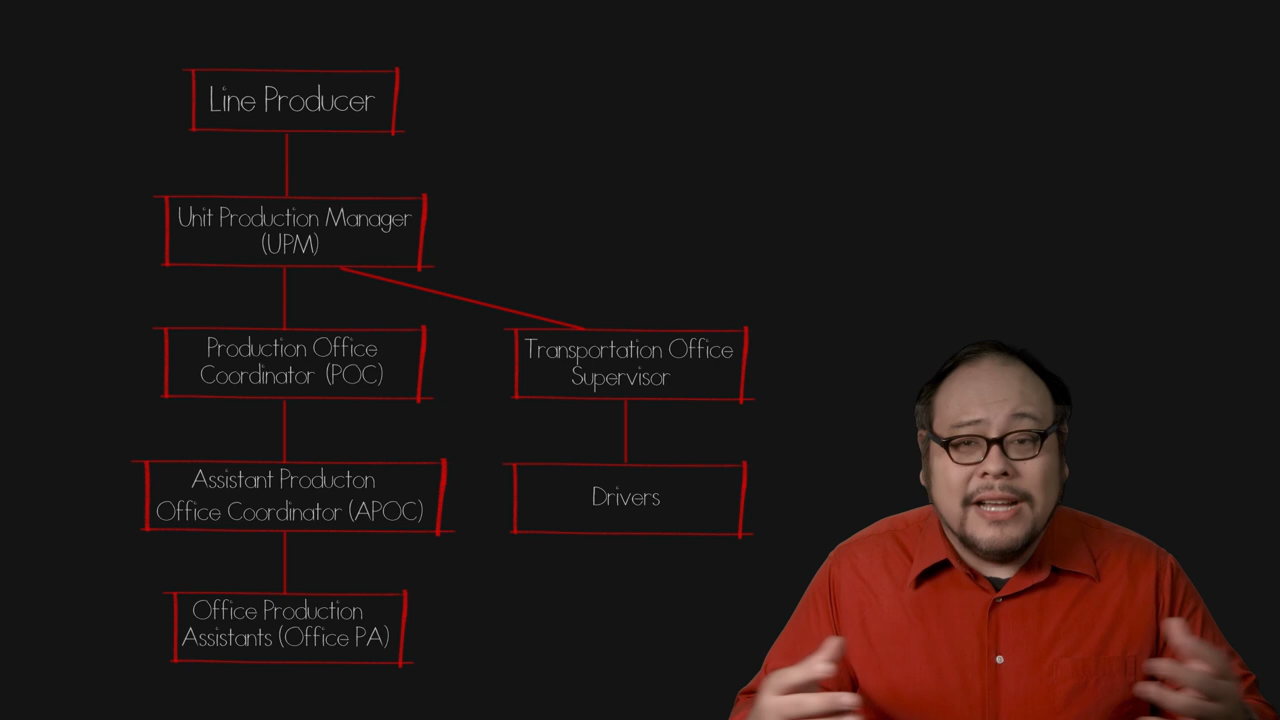 Line Producer
Unit Production Manager
(UPM)
Production Office
Coordinator (POC)
Transportation Office
Supervisor
Assistant Producton
Office Coordinator (APOC)
Drivers
Office Production
Assistants (Office PA)